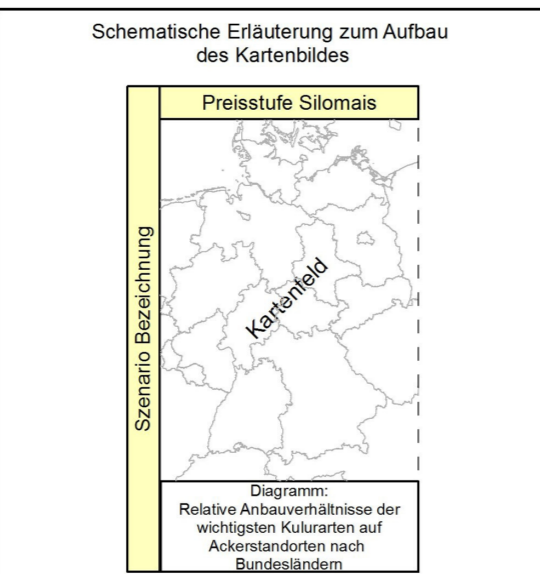 Schematische Erläuterung zum Aufbau
des Kartenbildes
Preisstufe Silomais
Szenario Bezeichnung
Kartenfeld
Diagramm:
Relative Anbauverhältnisse der
wichtigsten Kulurarten auf
Ackerstandorten nach
Bundesländern